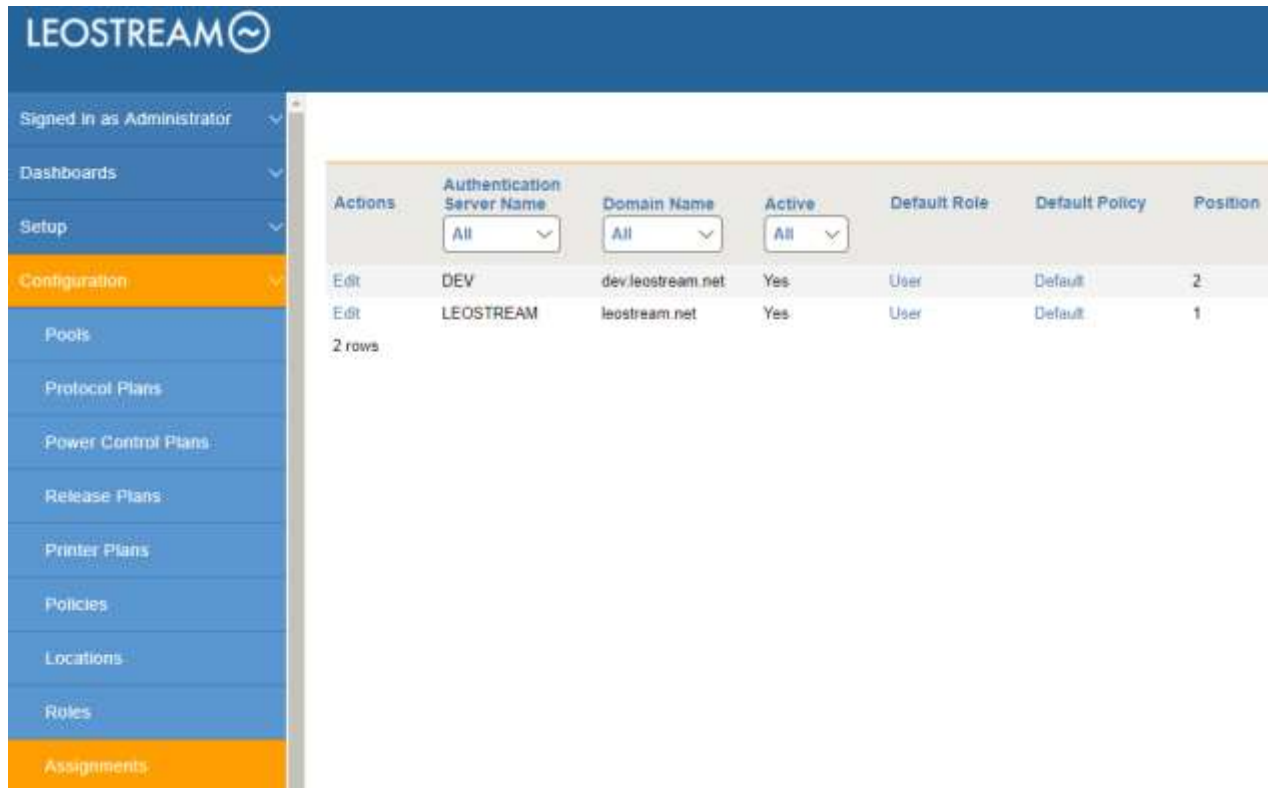 LEOSTREAM
Signed in as Administrator
Dashboards
Setup
Configuration
Pools
Protocol Plans
Power Control Plans
Release Plans
Printer Plans
Policies
Locations
Roles
Assignments
Actions Authentication Server Name Domain Name Active Default Role Default Policy Position
All All All
Edit DEV dev.leostream.net Yes User Default 2
Edit LEOSTREAM leostream.net Yes User Default 1
2 rows